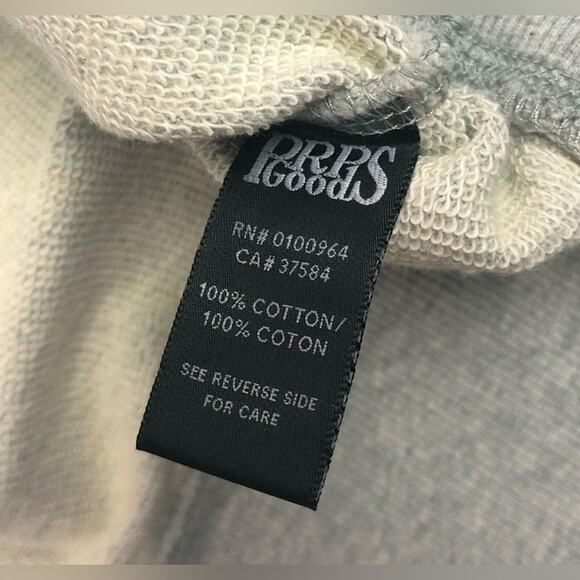 PRPS
GOODS
RN# 0100964
CA# 37584
100% COTTON/
100% COTON
SEE REVERSE SIDE
FOR CARE